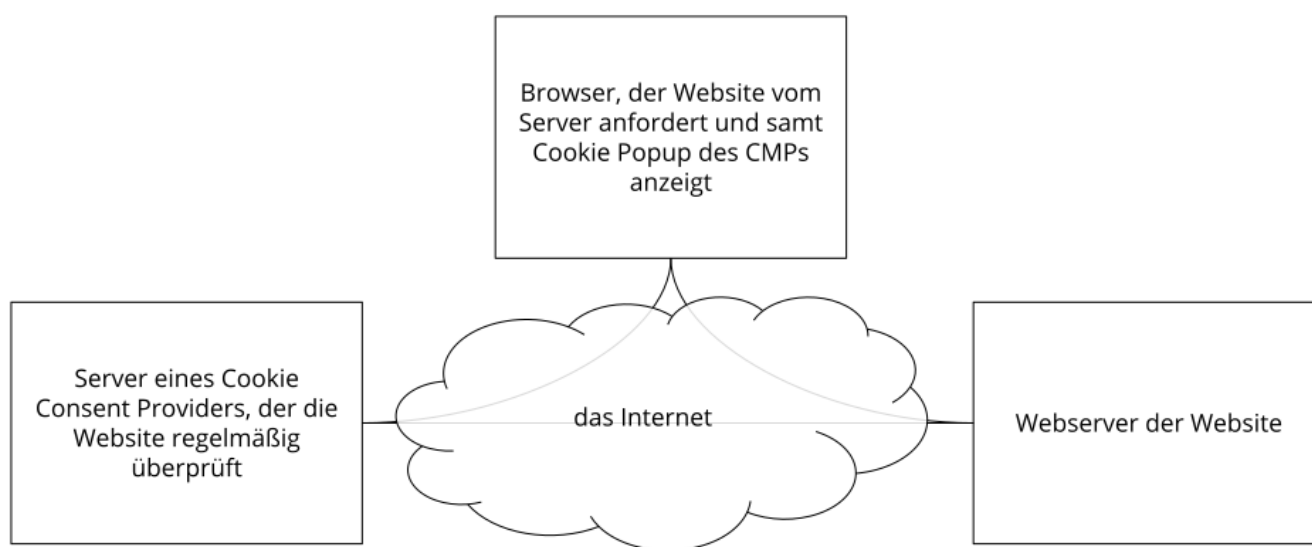 Browser, der Website vom
Server anfordert und samt
Cookie Popup des CMPs
anzeigt
Server eines Cookie
Consent Providers, der die
Website regelmäßig
überprüft
das Internet
Webserver der Website